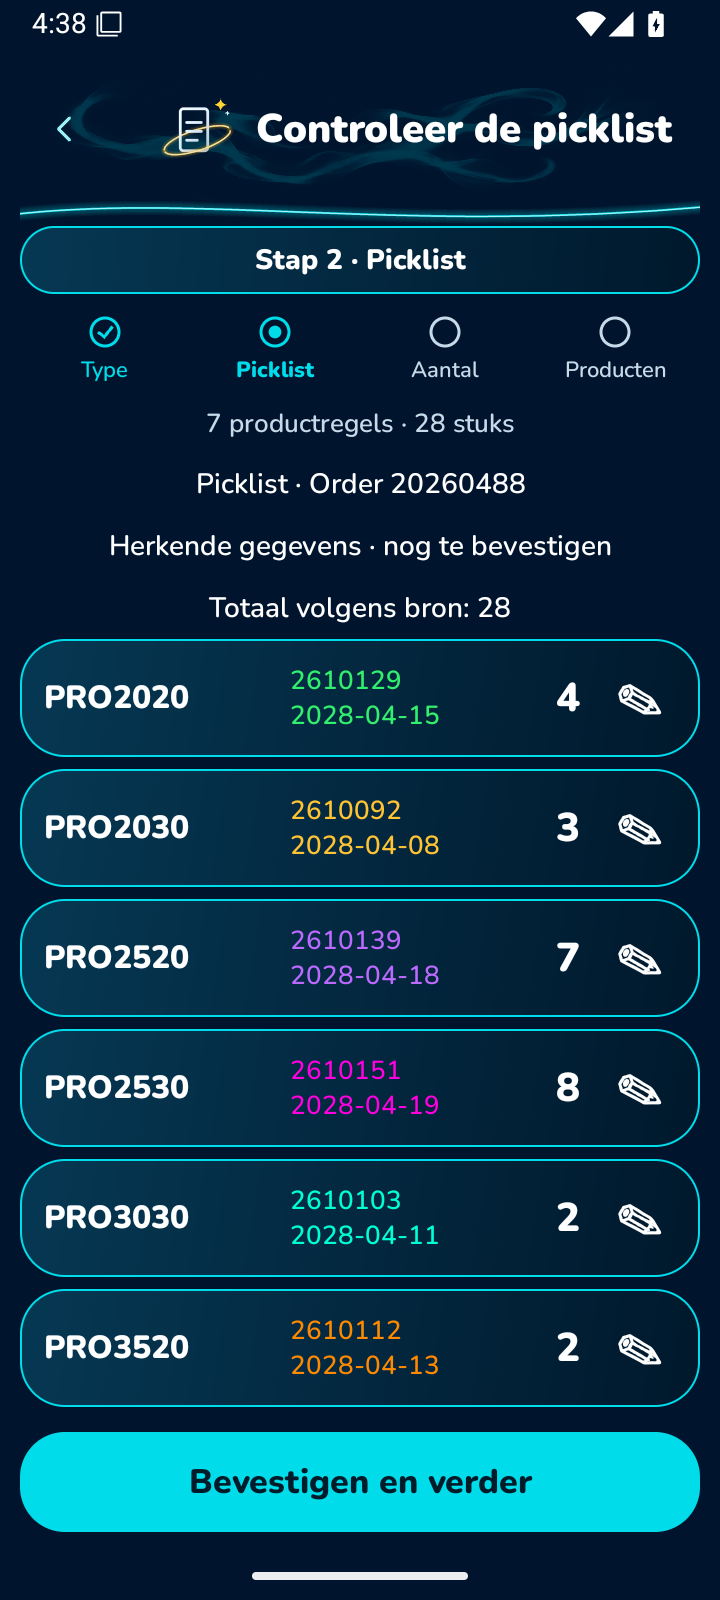 4:38
Controleer de picklist
Stap 2 · Picklist
Type
Picklist
Aantal
Producten
7 productregels · 28 stuks
Picklist · Order 20260488
Herkende gegevens · nog te bevestigen
Totaal volgens bron: 28
PRO2020
2610129
2028-04-15
4
PRO2030
2610092
2028-04-08
3
PRO2520
2610139
2028-04-18
7
PRO2530
2610151
2028-04-19
8
PRO3030
2610103
2028-04-11
2
PRO3520
2610112
2028-04-13
2
Bevestigen en verder